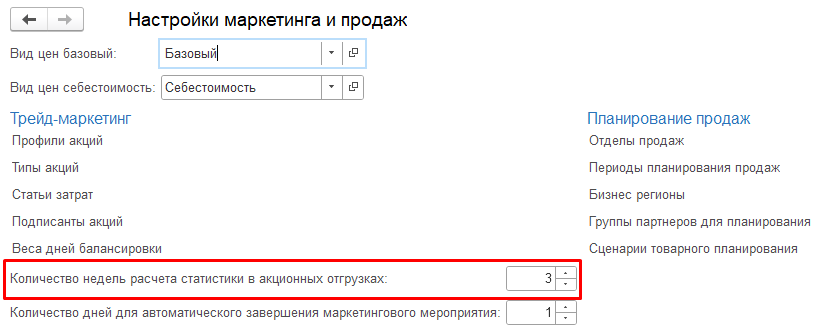 Настройки маркетинга и продаж
Вид цен базовый: Базовый
Вид цен себестоимость: Себестоимость
Трейд-маркетинг
Профили акций
Типы акций
Статьи затрат
Подписанты акций
Веса дней балансировки
Количество недель расчета статистики в акционных отгрузках: 3
Количество дней для автоматического завершения маркетингового мероприятия: 1
Планирование продаж
Отделы продаж
Периоды планирования продаж
Бизнес регионы
Группы партнеров для планирования
Сценарии товарного планирования